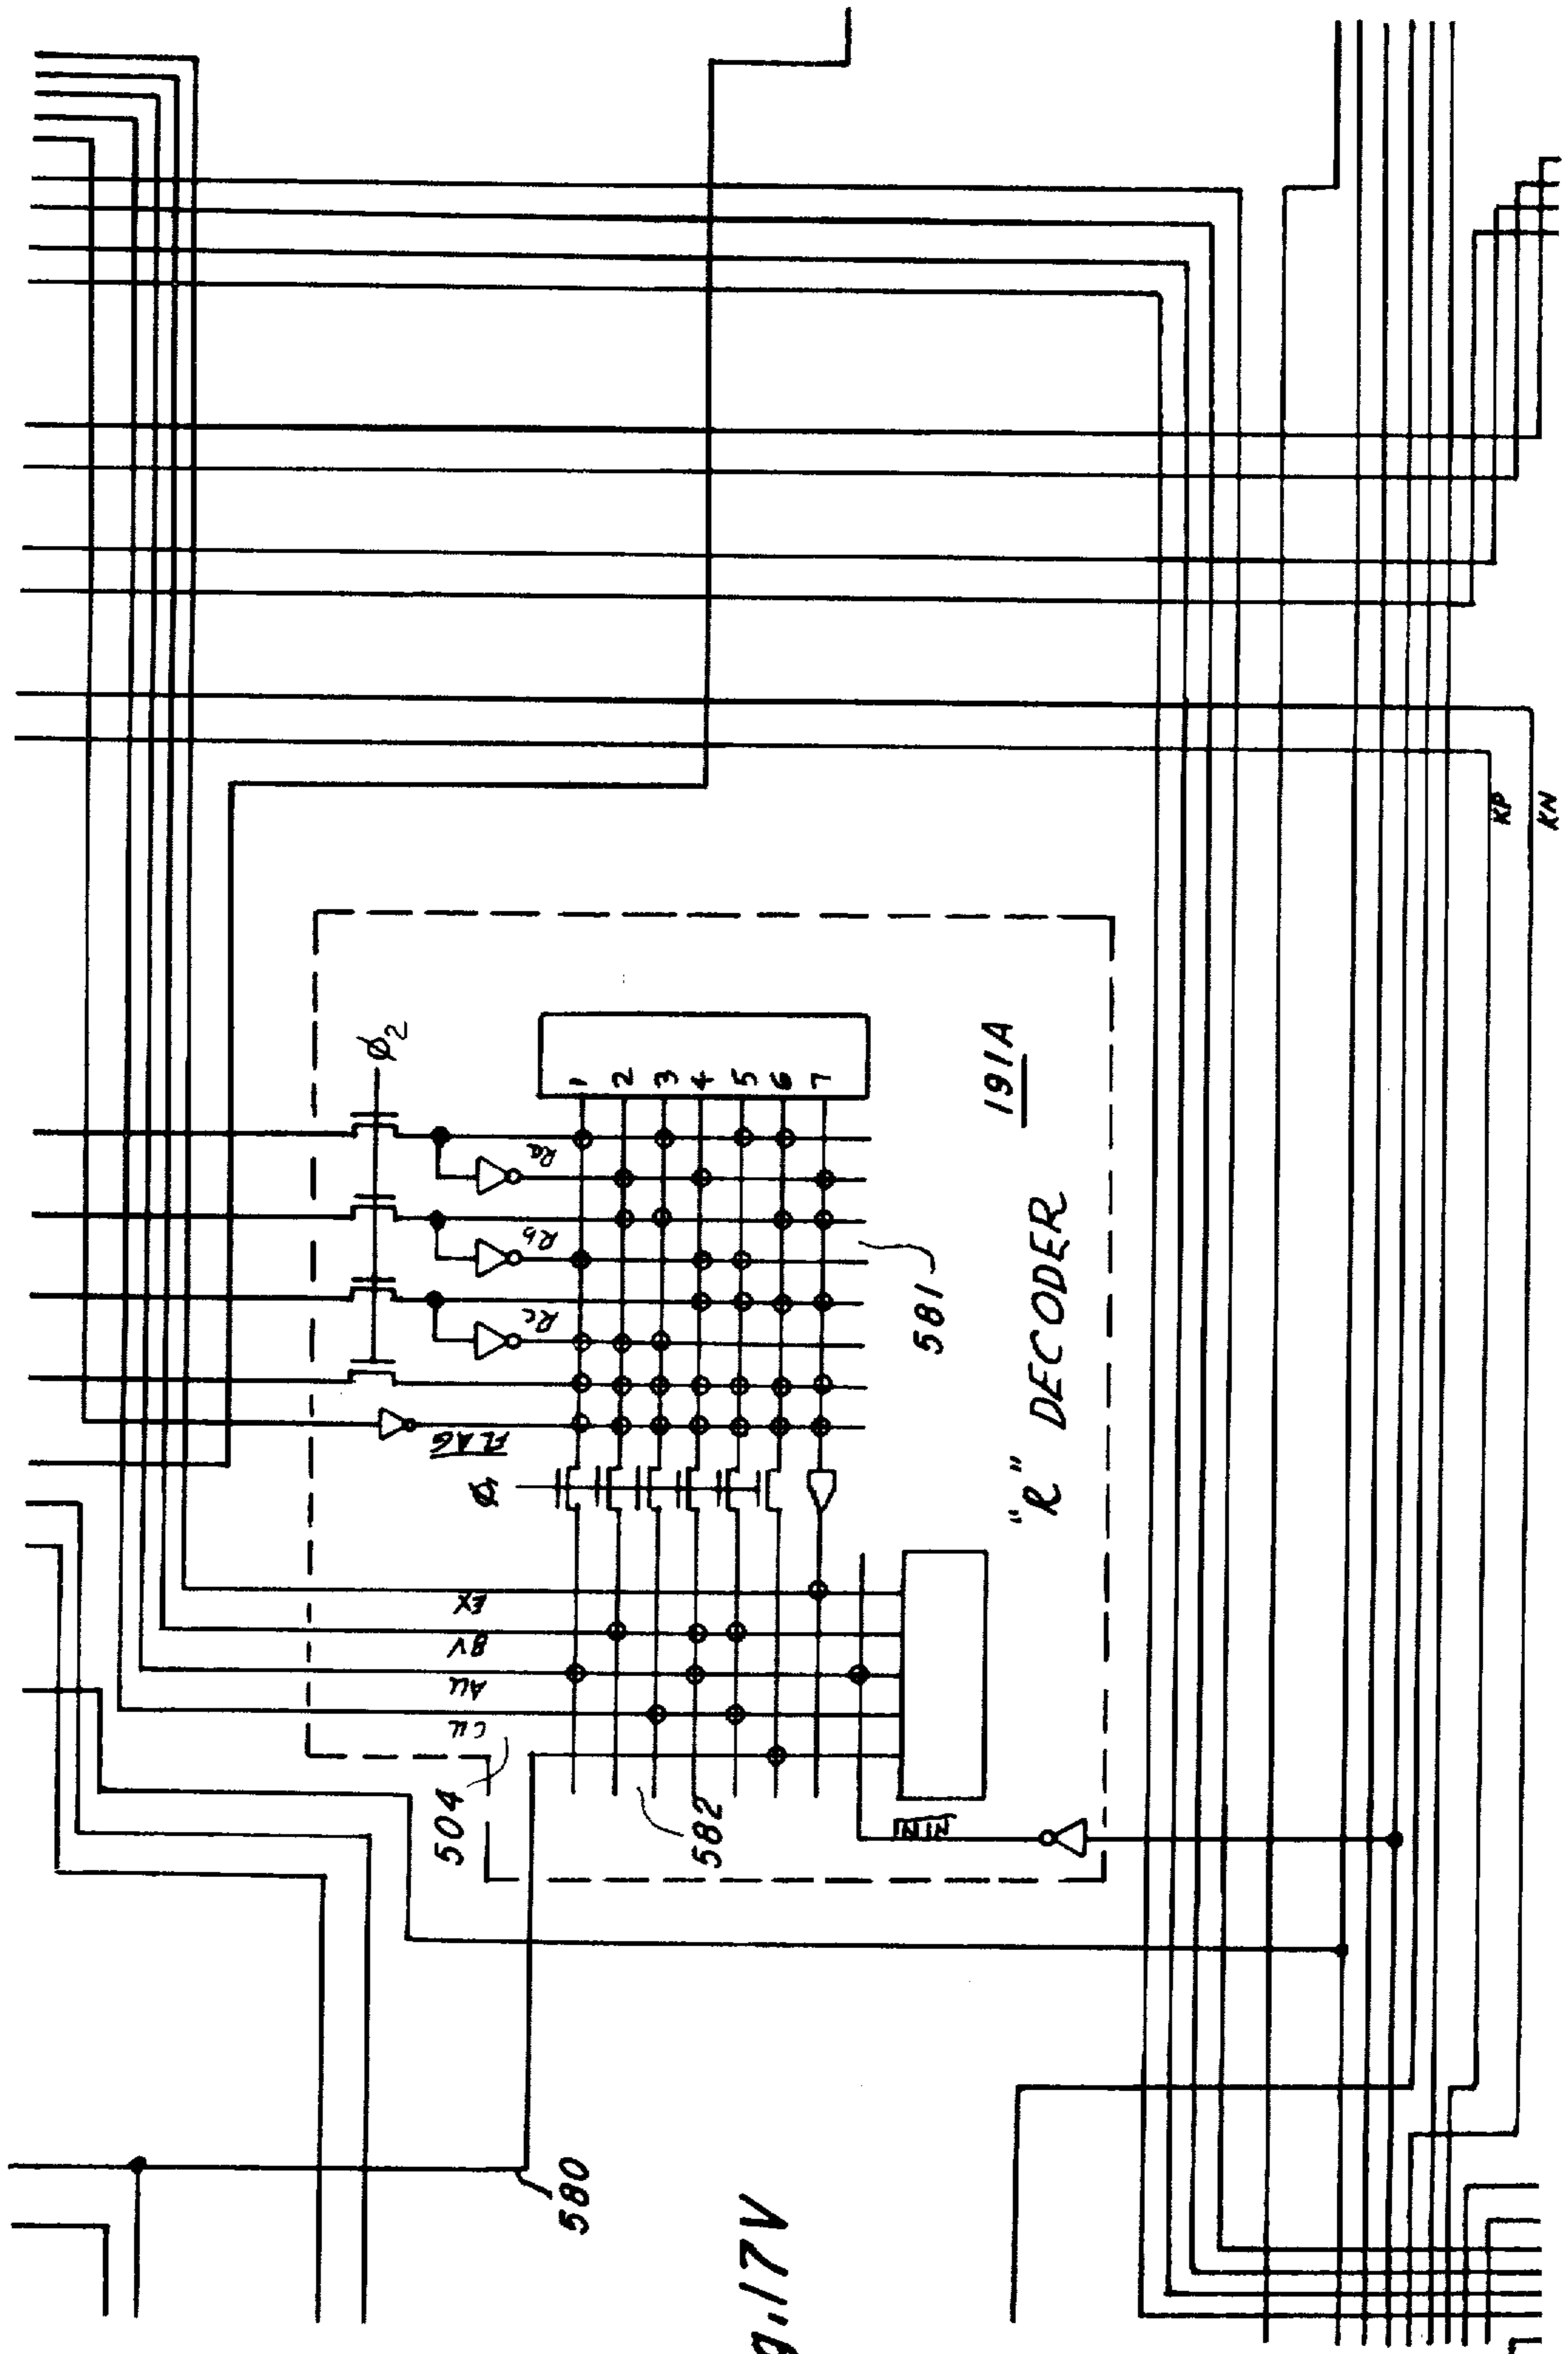 KP
KN
φ2
1
2
3
4
5
6
7
191A
Ra
Rb
Rc
581
"R" DECODER
FLAG
φ1
EX
BV
AU
CU
504
582
580
g.17V